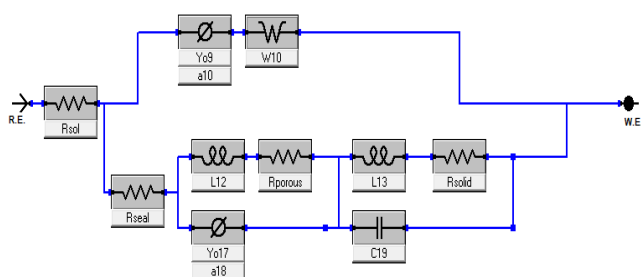 Yo9
W10
a10
R.E.
Rsol
W.E.
L12
Rporous
L13
Rsolid
Rseal
Yo17
C19
a18